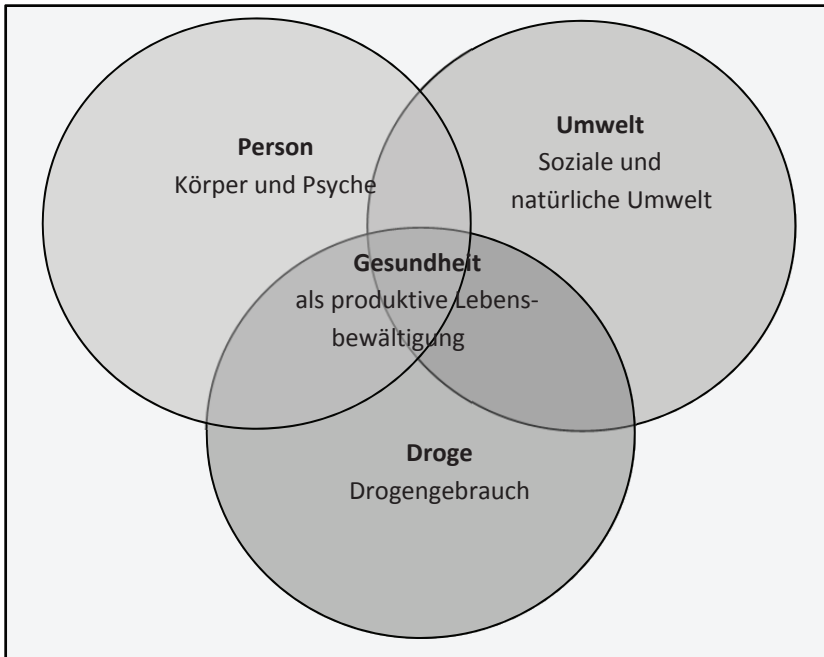 Person
Körper und Psyche
Umwelt
Soziale und
natürliche Umwelt
Gesundheit
als produktive Lebens-
bewältigung
Droge
Drogengebrauch